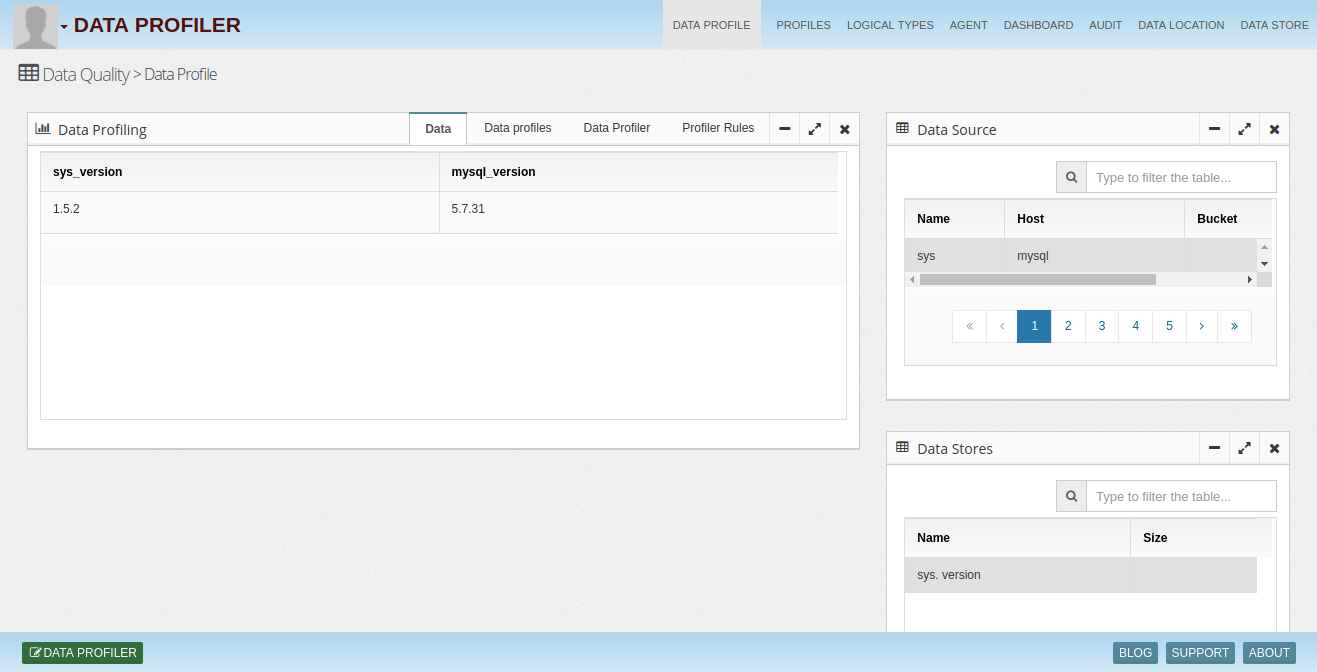 DATA PROFILER
DATA PROFILE PROFILES LOGICAL TYPES AGENT DASHBOARD AUDIT DATA LOCATION DATA STORE
Data Quality > Data Profile
Data Profiling
Data Data profiles Data Profiler Profiler Rules
sys_version mysql_version
1.5.2 5.7.31
Data Source
Type to filter the table...
Name Host Bucket
sys mysql
« ‹ 1 2 3 4 5 › »
Data Stores
Type to filter the table...
Name Size
sys. version
DATA PROFILER
BLOG SUPPORT ABOUT